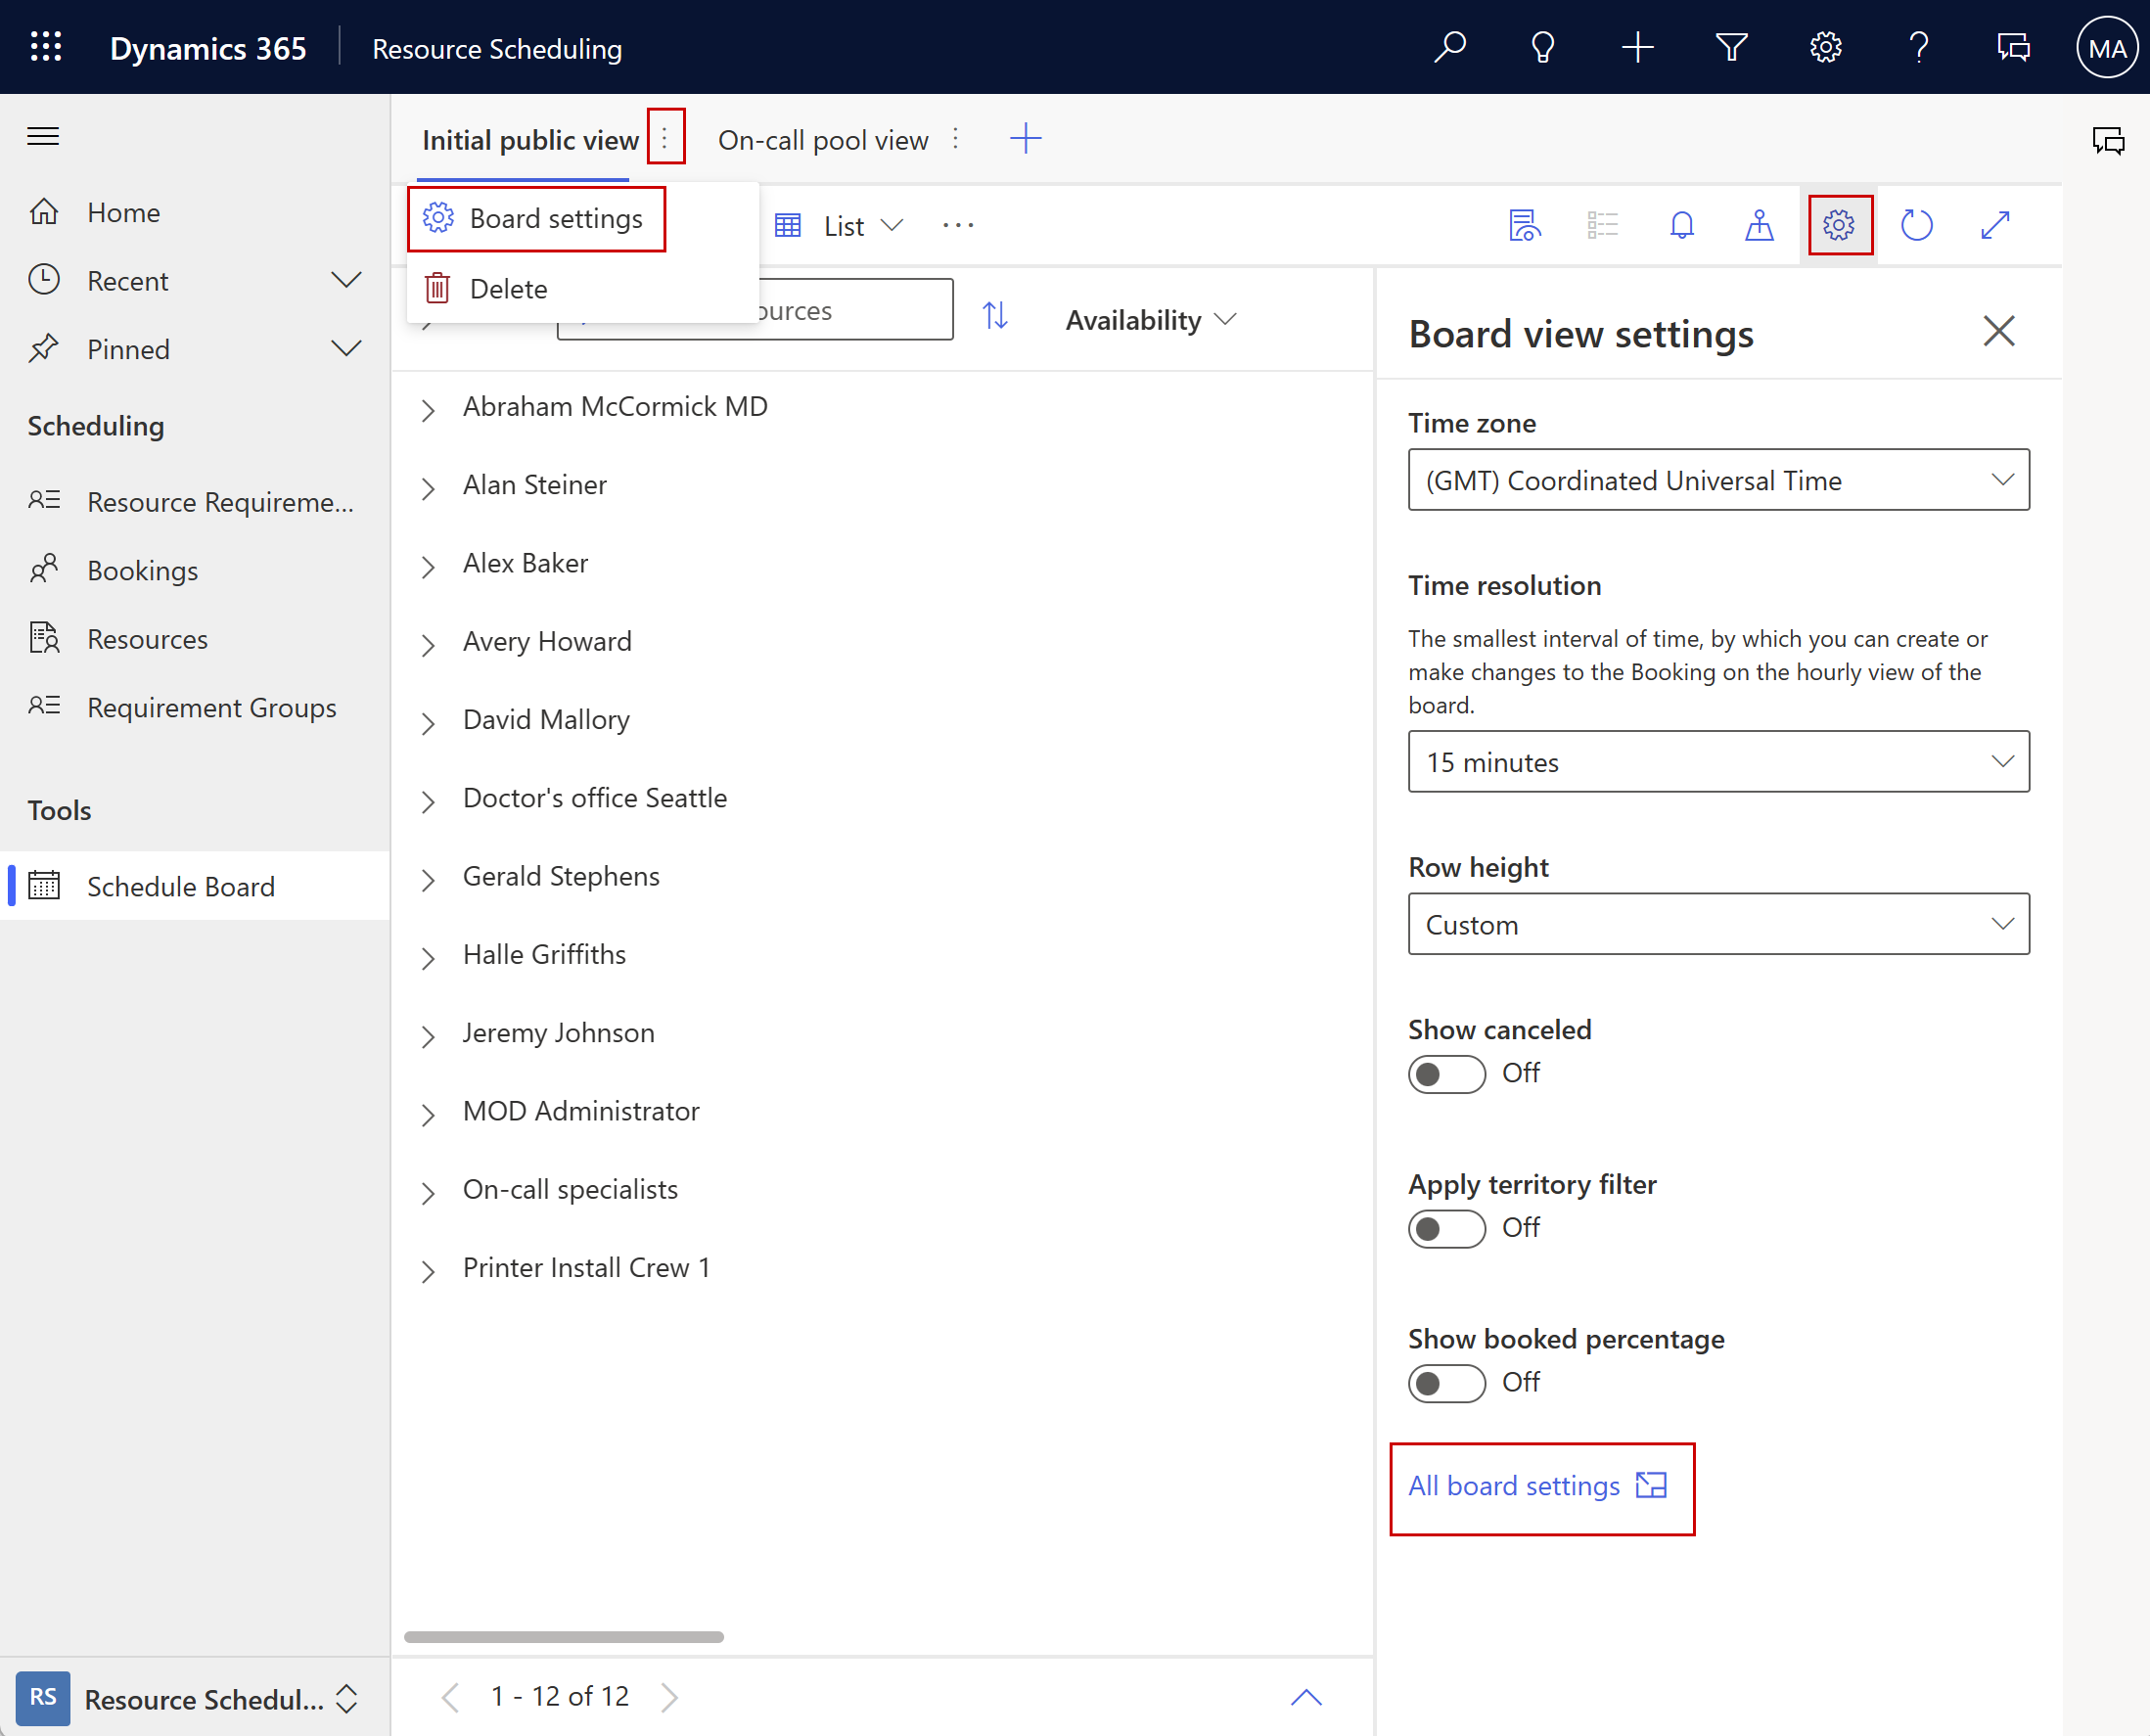 Dynamics 365
Resource Scheduling
MA
Initial public view
On-call pool view
Home
Recent
Pinned
Scheduling
Resource Requireme...
Bookings
Resources
Requirement Groups
Tools
Schedule Board
RS
Resource Schedul...
Board settings
Delete
List
ources
Availability
Abraham McCormick MD
Alan Steiner
Alex Baker
Avery Howard
David Mallory
Doctor's office Seattle
Gerald Stephens
Halle Griffiths
Jeremy Johnson
MOD Administrator
On-call specialists
Printer Install Crew 1
1 - 12 of 12
Board view settings
Time zone
(GMT) Coordinated Universal Time
Time resolution
The smallest interval of time, by which you can create or
make changes to the Booking on the hourly view of the
board.
15 minutes
Row height
Custom
Show canceled
Off
Apply territory filter
Off
Show booked percentage
Off
All board settings